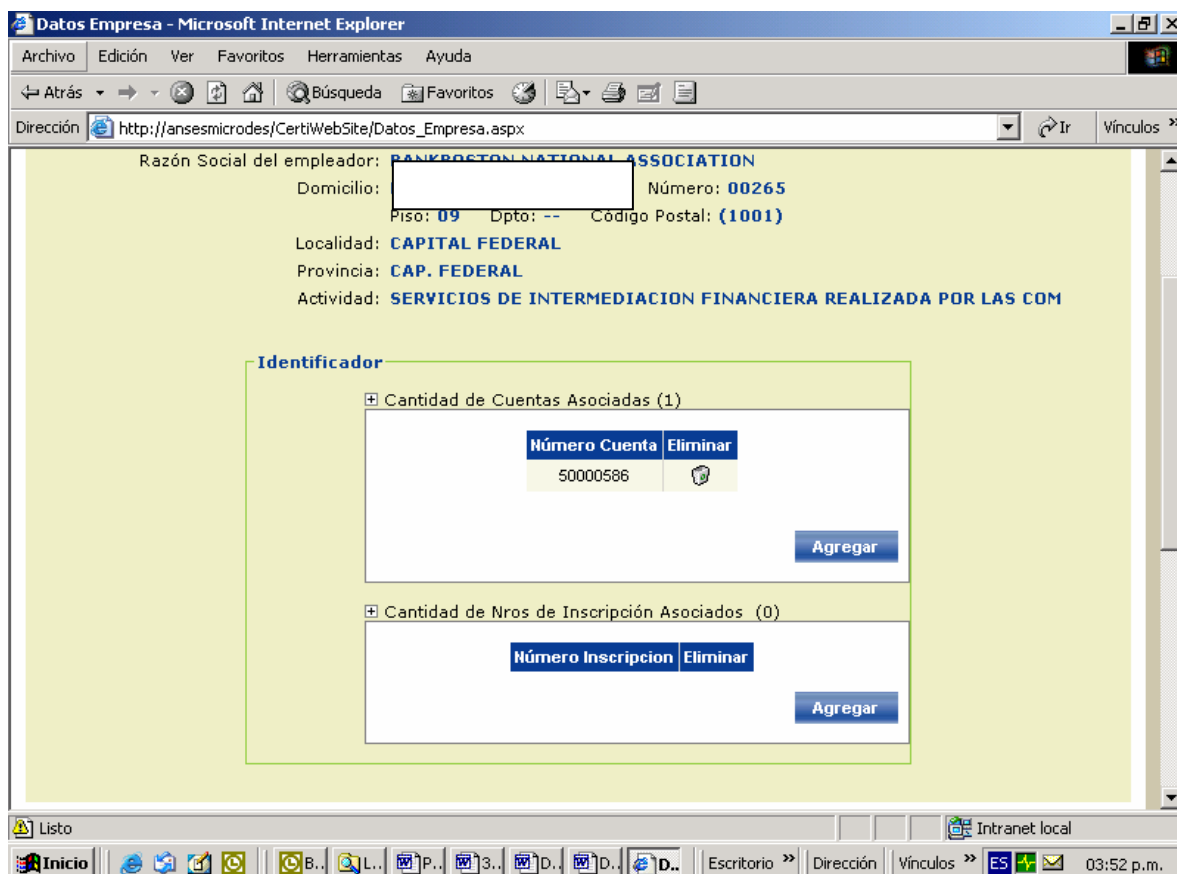 Datos Empresa - Microsoft Internet Explorer
Archivo Edición Ver Favoritos Herramientas Ayuda
Atrás Búsqueda Favoritos
Dirección http://ansesmicrodes/CertiWebSite/Datos_Empresa.aspx Ir Vínculos »
Razón Social del empleador: BANKBOSTON NATIONAL ASSOCIATION
Domicilio: Número: 00265
Piso: 09 Dpto: -- Código Postal: (1001)
Localidad: CAPITAL FEDERAL
Provincia: CAP. FEDERAL
Actividad: SERVICIOS DE INTERMEDIACION FINANCIERA REALIZADA POR LAS COM
Identificador
Cantidad de Cuentas Asociadas (1)
Número Cuenta Eliminar
50000586
Agregar
Cantidad de Nros de Inscripción Asociados (0)
Número Inscripcion Eliminar
Agregar
Listo Intranet local
Inicio B.. L.. P.. 3.. D.. D.. D.. Escritorio » Dirección Vínculos » ES 03:52 p.m.